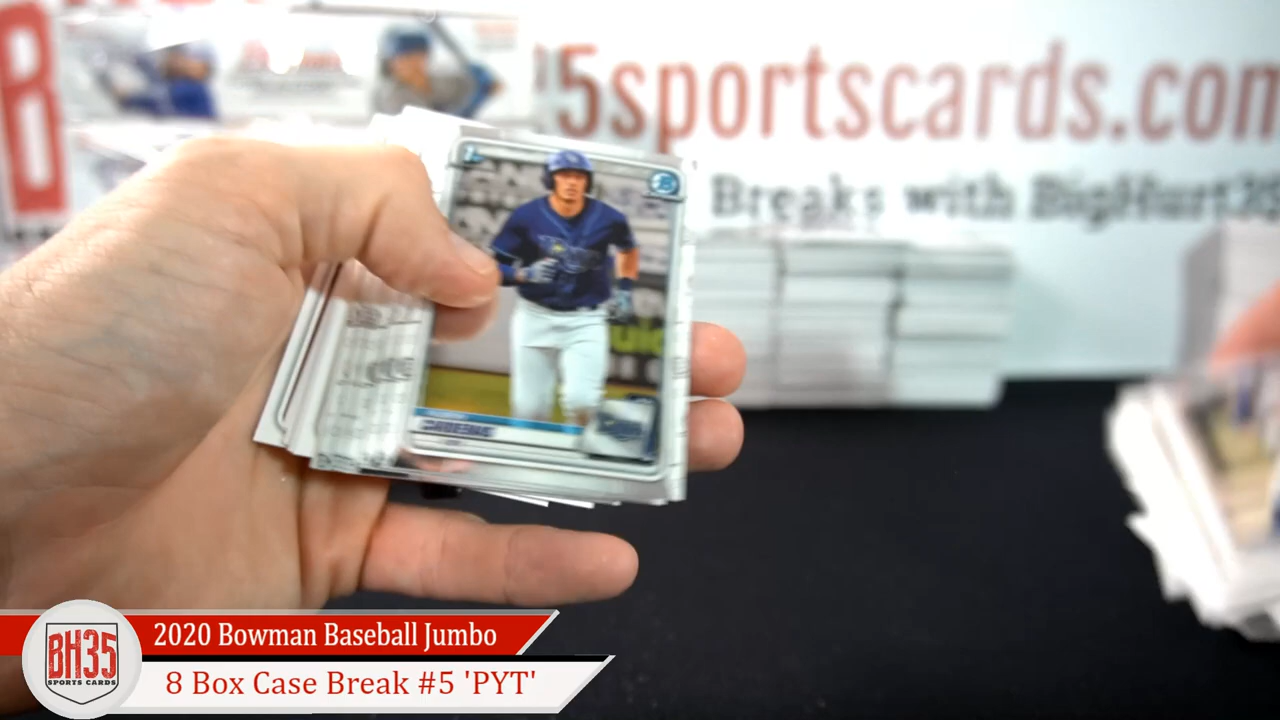 5sportscards.com
Breaks with BigHurt35
2020 Bowman Baseball Jumbo
8 Box Case Break #5 'PYT'
BH35
SPORTS CARDS